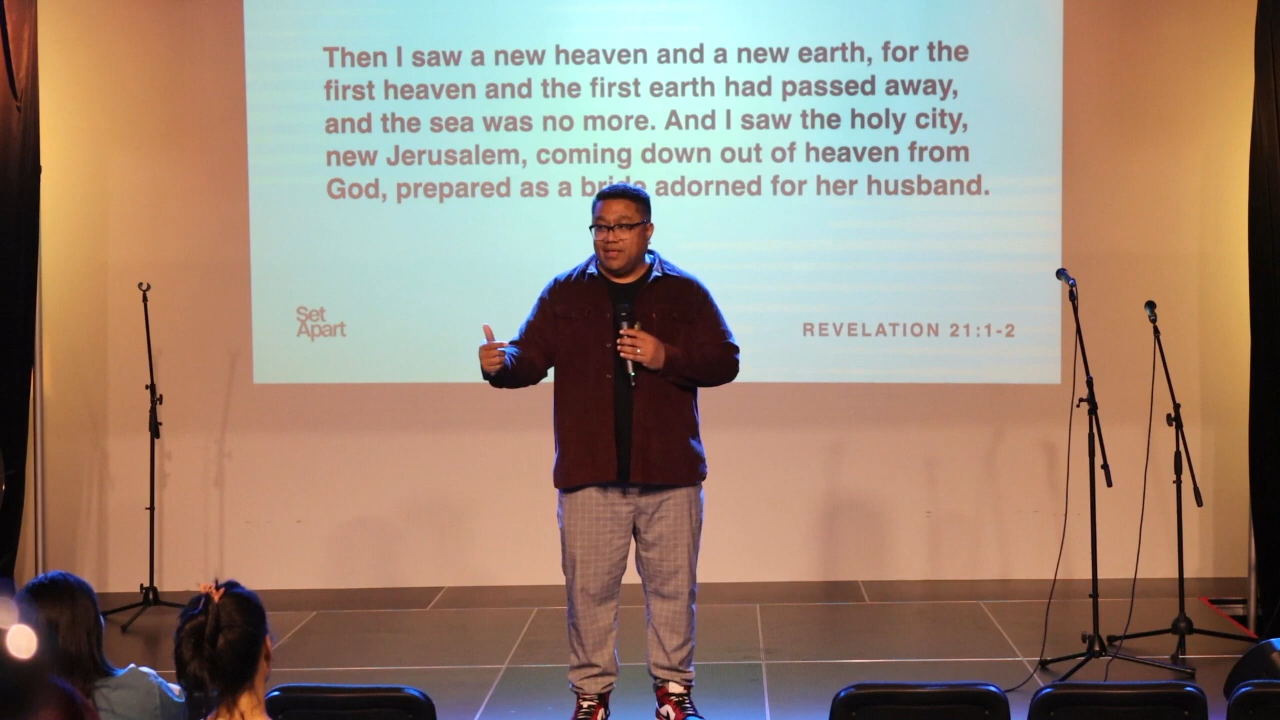 Then I saw a new heaven and a new earth, for the
first heaven and the first earth had passed away,
and the sea was no more. And I saw the holy city,
new Jerusalem, coming down out of heaven from
God, prepared as a bride adorned for her husband.
Set
Apart
REVELATION 21:1-2